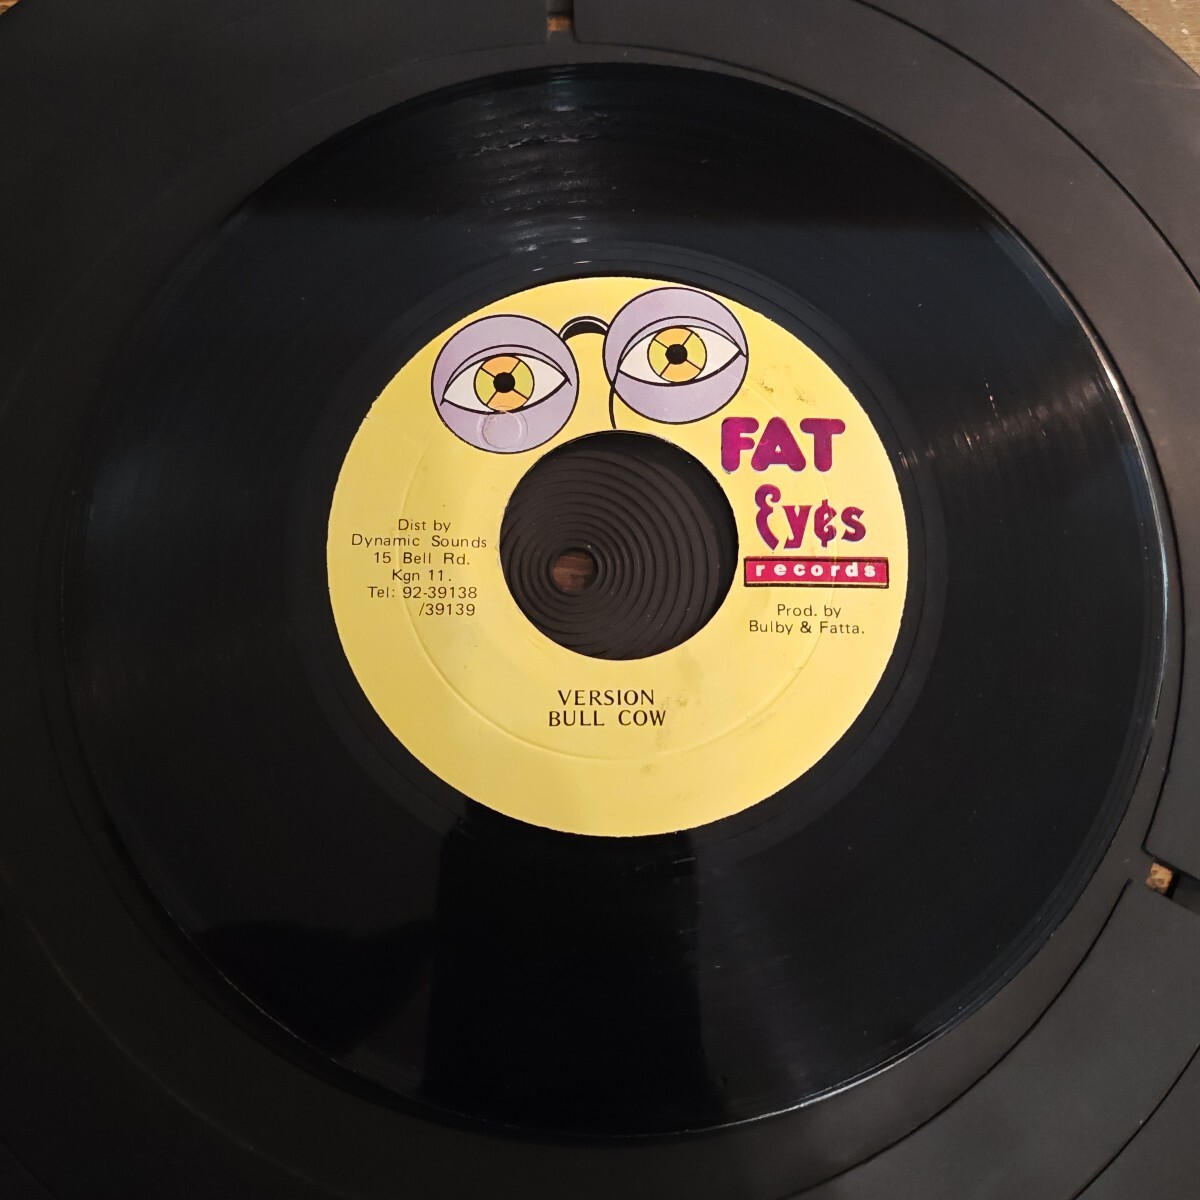 FAT
Eyes
records
Dist by
Dynamic Sounds
15 Bell Rd.
Kgn 11.
Tel: 92-39138
/39139
Prod. by
Bulby & Fatta.
VERSION
BULL COW